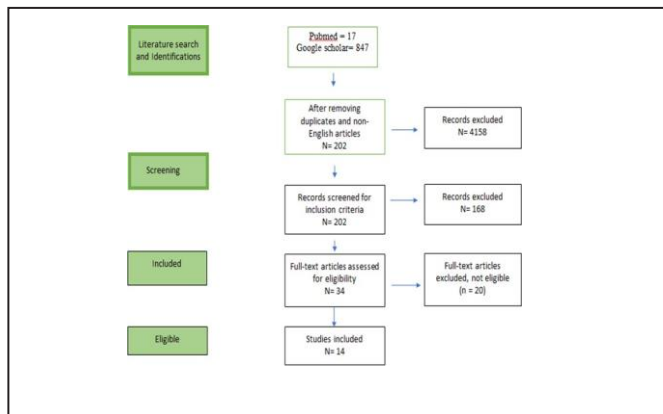 Literature search
and Identifications
Pubmed = 17
Google scholar= 847
After removing
duplicates and non-
English articles
N= 202
Records excluded
N= 4158
Screening
Records screened for
inclusion criteria
N= 202
Records excluded
N= 168
Included
Full-text articles assessed
for eligibility
N= 34
Full-text articles
excluded, not eligible
(n = 20)
Eligible
Studies included
N= 14